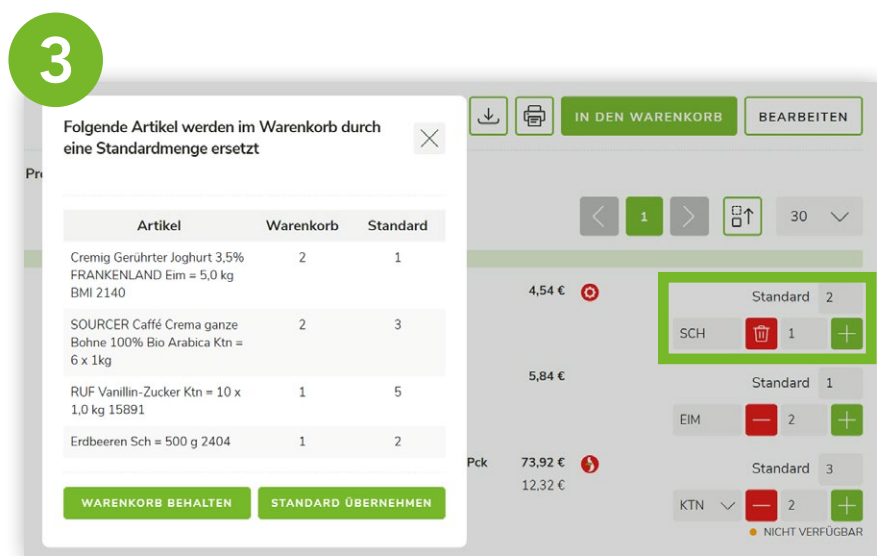 3
Folgende Artikel werden im Warenkorb durch
eine Standardmenge ersetzt
IN DEN WARENKORB
BEARBEITEN
1
30
Artikel Warenkorb Standard
Cremig Gerührter Joghurt 3,5% 2 1
FRANKENLAND Eim = 5,0 kg
BMI 2140
SOURCER Caffé Crema ganze 2 3
Bohne 100% Bio Arabica Ktn =
6 x 1kg
RUF Vanillin-Zucker Ktn = 10 x 1 5
1,0 kg 15891
Erdbeeren Sch = 500 g 2404 1 2
WARENKORB BEHALTEN
STANDARD ÜBERNEHMEN
4,54 €
Standard 2
SCH 1
5,84 €
Standard 1
EIM 2
Pck 73,92 €
12,32 €
Standard 3
KTN 2
NICHT VERFÜGBAR